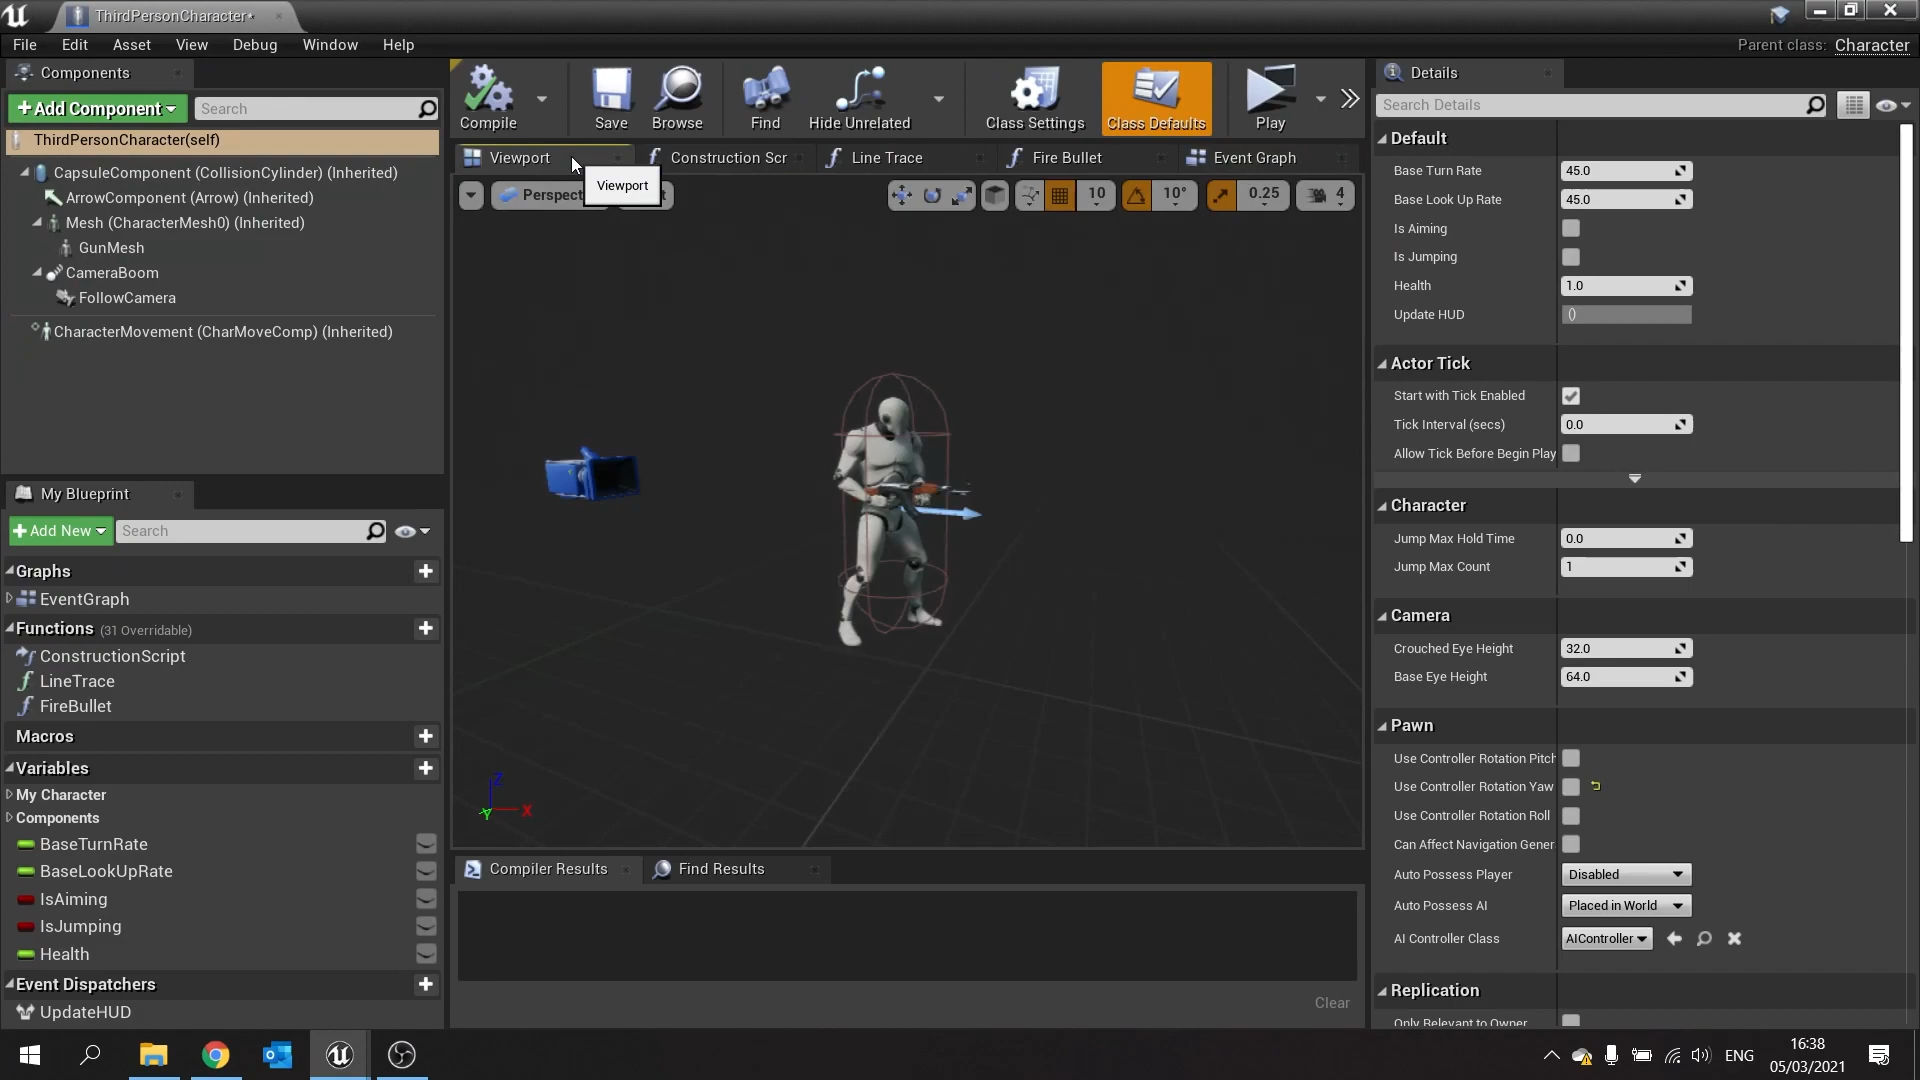 ThirdPersonCharacter*
File Edit Asset View Debug Window Help
Parent class: Character
Components
+Add Component
Search
ThirdPersonCharacter(self)
CapsuleComponent (CollisionCylinder) (Inherited)
ArrowComponent (Arrow) (Inherited)
Mesh (CharacterMesh0) (Inherited)
GunMesh
CameraBoom
FollowCamera
CharacterMovement (CharMoveComp) (Inherited)
My Blueprint
+Add New
Search
Graphs
EventGraph
Functions (31 Overridable)
ConstructionScript
LineTrace
FireBullet
Macros
Variables
My Character
Components
BaseTurnRate
BaseLookUpRate
IsAiming
IsJumping
Health
Event Dispatchers
UpdateHUD
Compile
Save
Browse
Find
Hide Unrelated
Class Settings
Class Defaults
Play
Viewport
Construction Scr
Line Trace
Fire Bullet
Event Graph
Viewport
Perspect
10
10°
0.25
4
Z
X
Y
Compiler Results
Find Results
Clear
Details
Search Details
Default
Base Turn Rate 45.0
Base Look Up Rate 45.0
Is Aiming
Is Jumping
Health 1.0
Update HUD ()
Actor Tick
Start with Tick Enabled
Tick Interval (secs) 0.0
Allow Tick Before Begin Play
Character
Jump Max Hold Time 0.0
Jump Max Count 1
Camera
Crouched Eye Height 32.0
Base Eye Height 64.0
Pawn
Use Controller Rotation Pitch
Use Controller Rotation Yaw
Use Controller Rotation Roll
Can Affect Navigation Gener
Auto Possess Player Disabled
Auto Possess AI Placed in World
AI Controller Class AIController
Replication
Only Relevant to Owner
ENG
16:38
05/03/2021